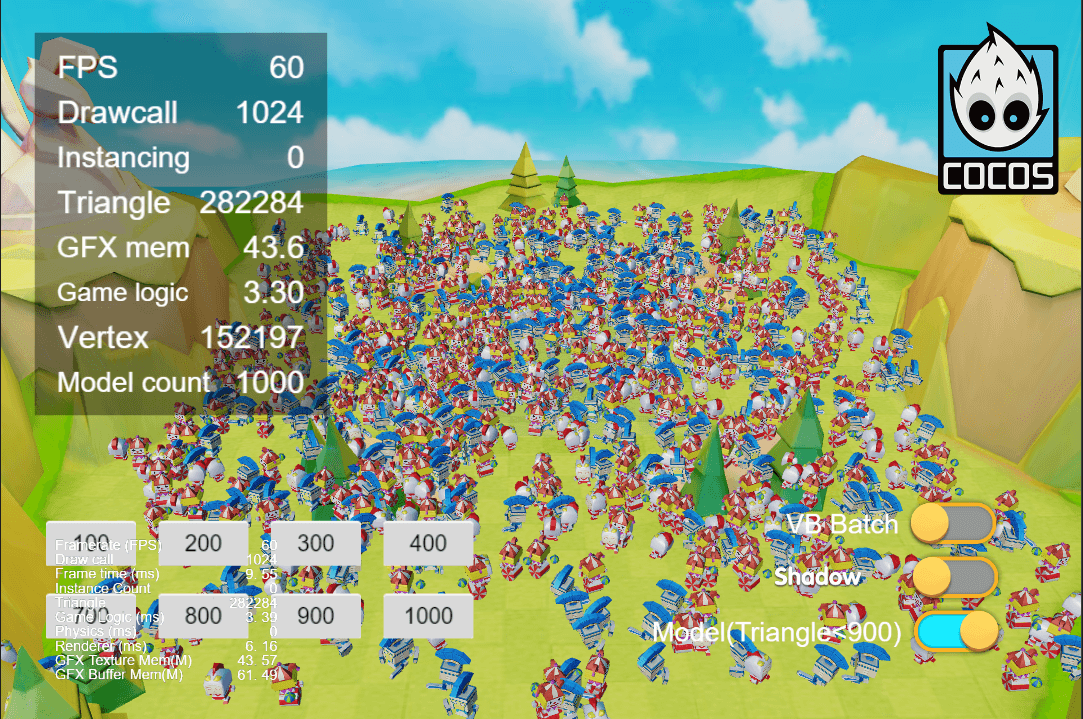 FPS 60
Drawcall 1024
Instancing 0
Triangle 282284
GFX mem 43.6
Game logic 3.30
Vertex 152197
Model count 1000
COCOS
200 300 400
Framerate (FPS) 60
Draw call 1024
Frame time (ms) 9.55
Instance Count 0
Triangle 282284
800 900 1000
Game Logic (ms) 3.39
Physics (ms) 0
Renderer (ms) 6.16
GFX Texture Mem(M) 43.57
GFX Buffer Mem(M) 61.49
VB Batch
Shadow
Model(Triangle<900)